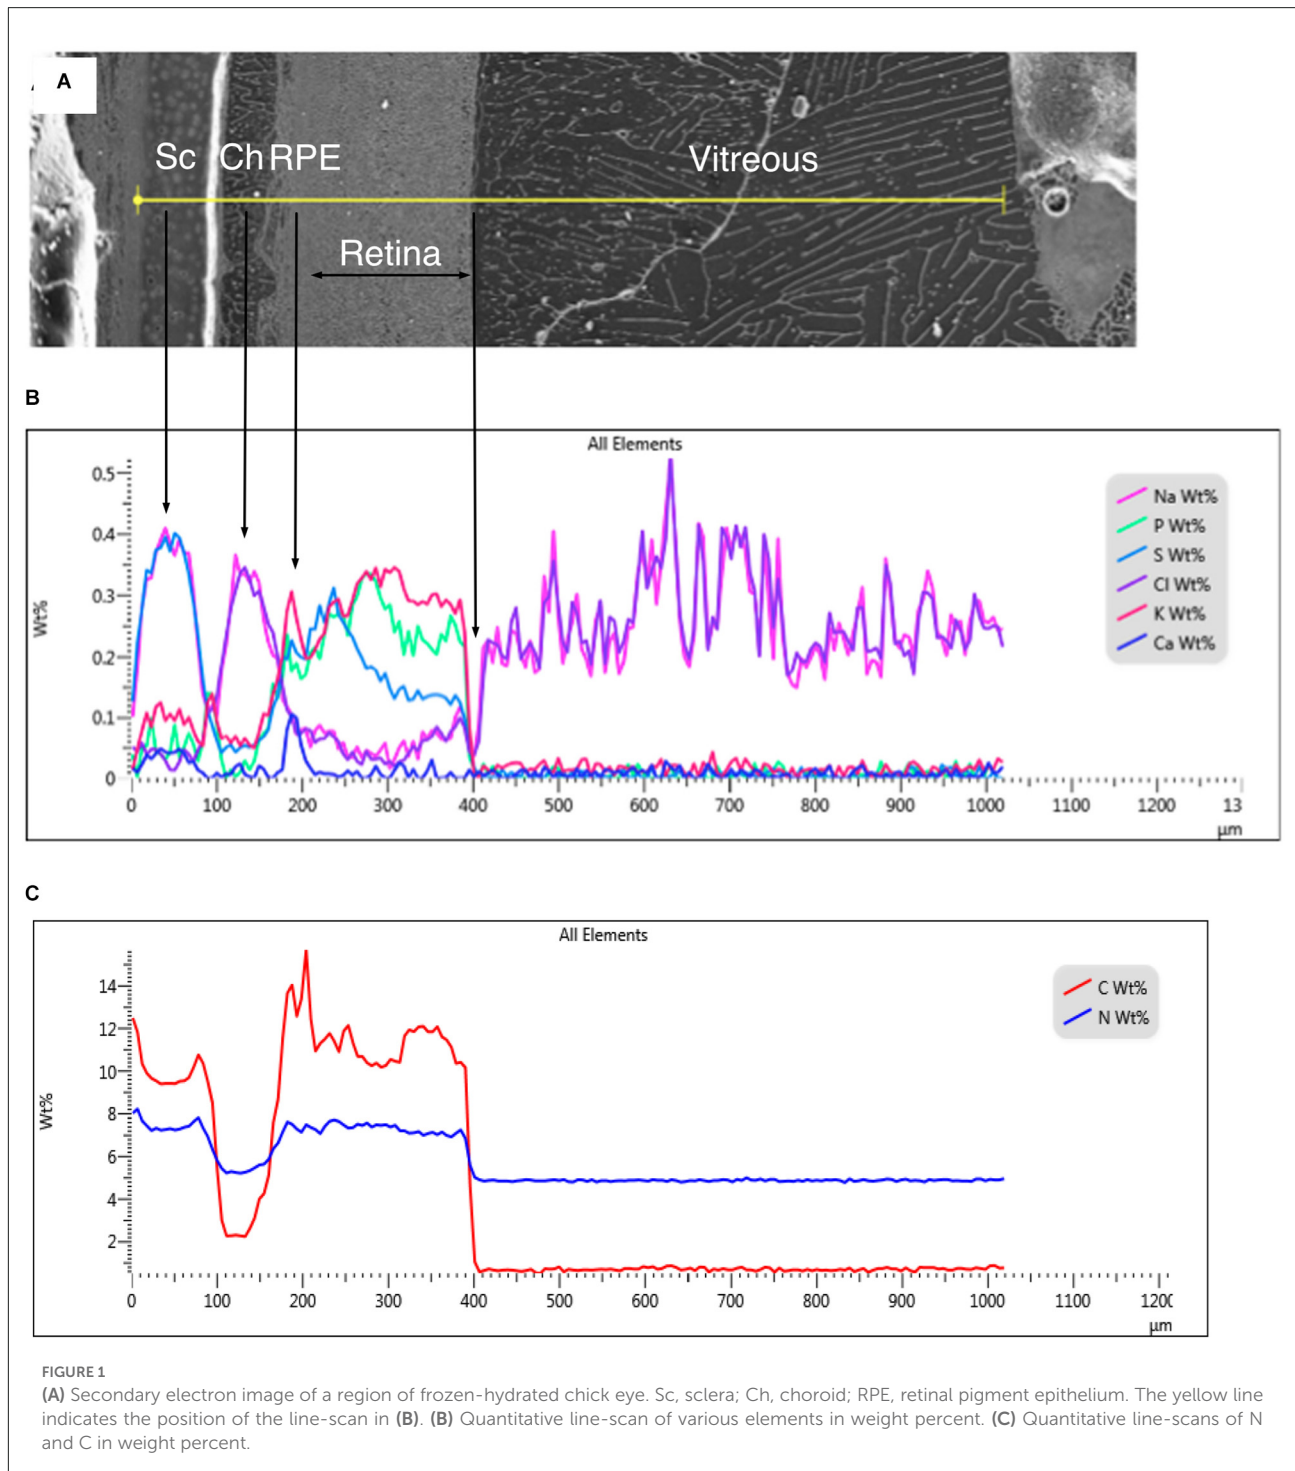 A
Sc Ch RPE Vitreous
Retina
B
All Elements
0.5
0.4
0.3
0.2
0.1
0
Wt%
Na Wt%
P Wt%
S Wt%
Cl Wt%
K Wt%
Ca Wt%
0 100 200 300 400 500 600 700 800 900 1000 1100 1200 13
µm
C
All Elements
14
12
10
8
6
4
2
Wt%
C Wt%
N Wt%
0 100 200 300 400 500 600 700 800 900 1000 1100 120
µm
FIGURE 1
(A) Secondary electron image of a region of frozen-hydrated chick eye. Sc, sclera; Ch, choroid; RPE, retinal pigment epithelium. The yellow line
indicates the position of the line-scan in (B). (B) Quantitative line-scan of various elements in weight percent. (C) Quantitative line-scans of N
and C in weight percent.